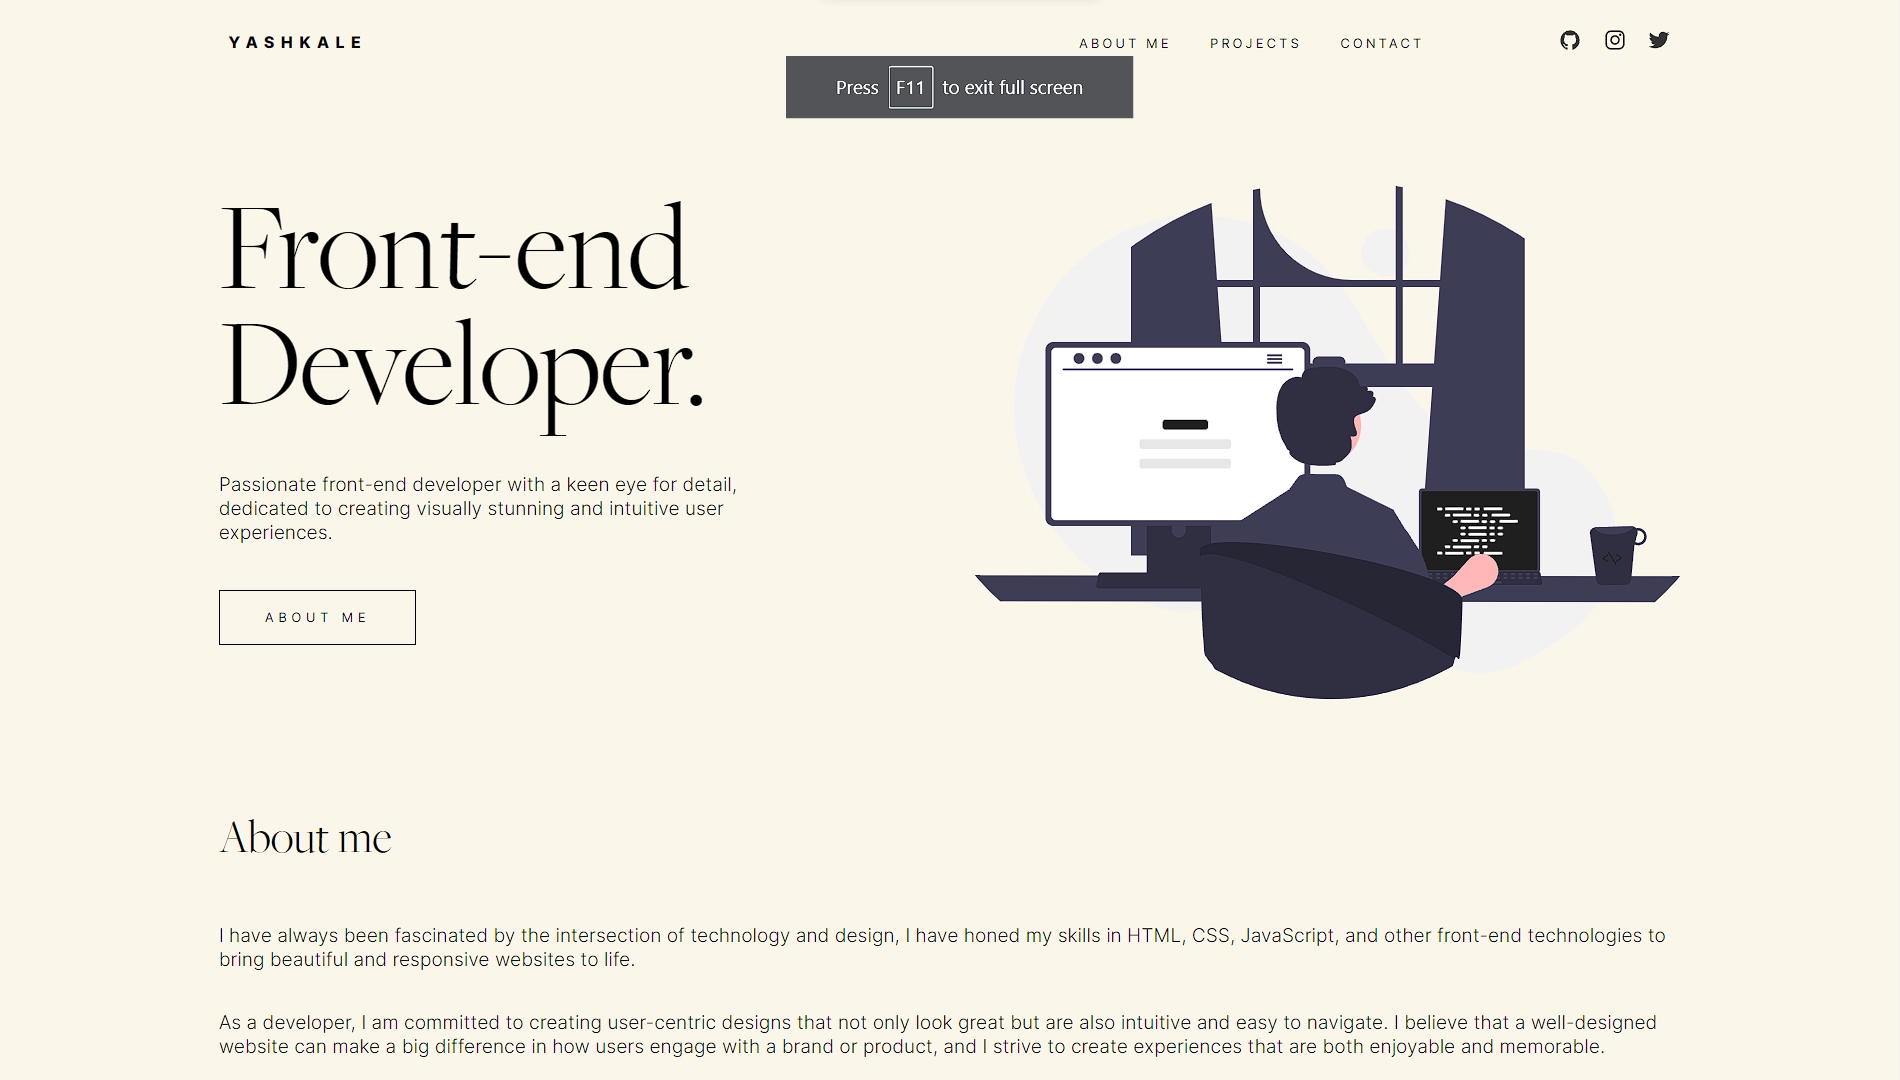 YASHKALE
ABOUT ME PROJECTS CONTACT
Press F11 to exit full screen
Front-end
Developer.
Passionate front-end developer with a keen eye for detail,
dedicated to creating visually stunning and intuitive user
experiences.
ABOUT ME
About me
I have always been fascinated by the intersection of technology and design, I have honed my skills in HTML, CSS, JavaScript, and other front-end technologies to
bring beautiful and responsive websites to life.
As a developer, I am committed to creating user-centric designs that not only look great but are also intuitive and easy to navigate. I believe that a well-designed
website can make a big difference in how users engage with a brand or product, and I strive to create experiences that are both enjoyable and memorable.